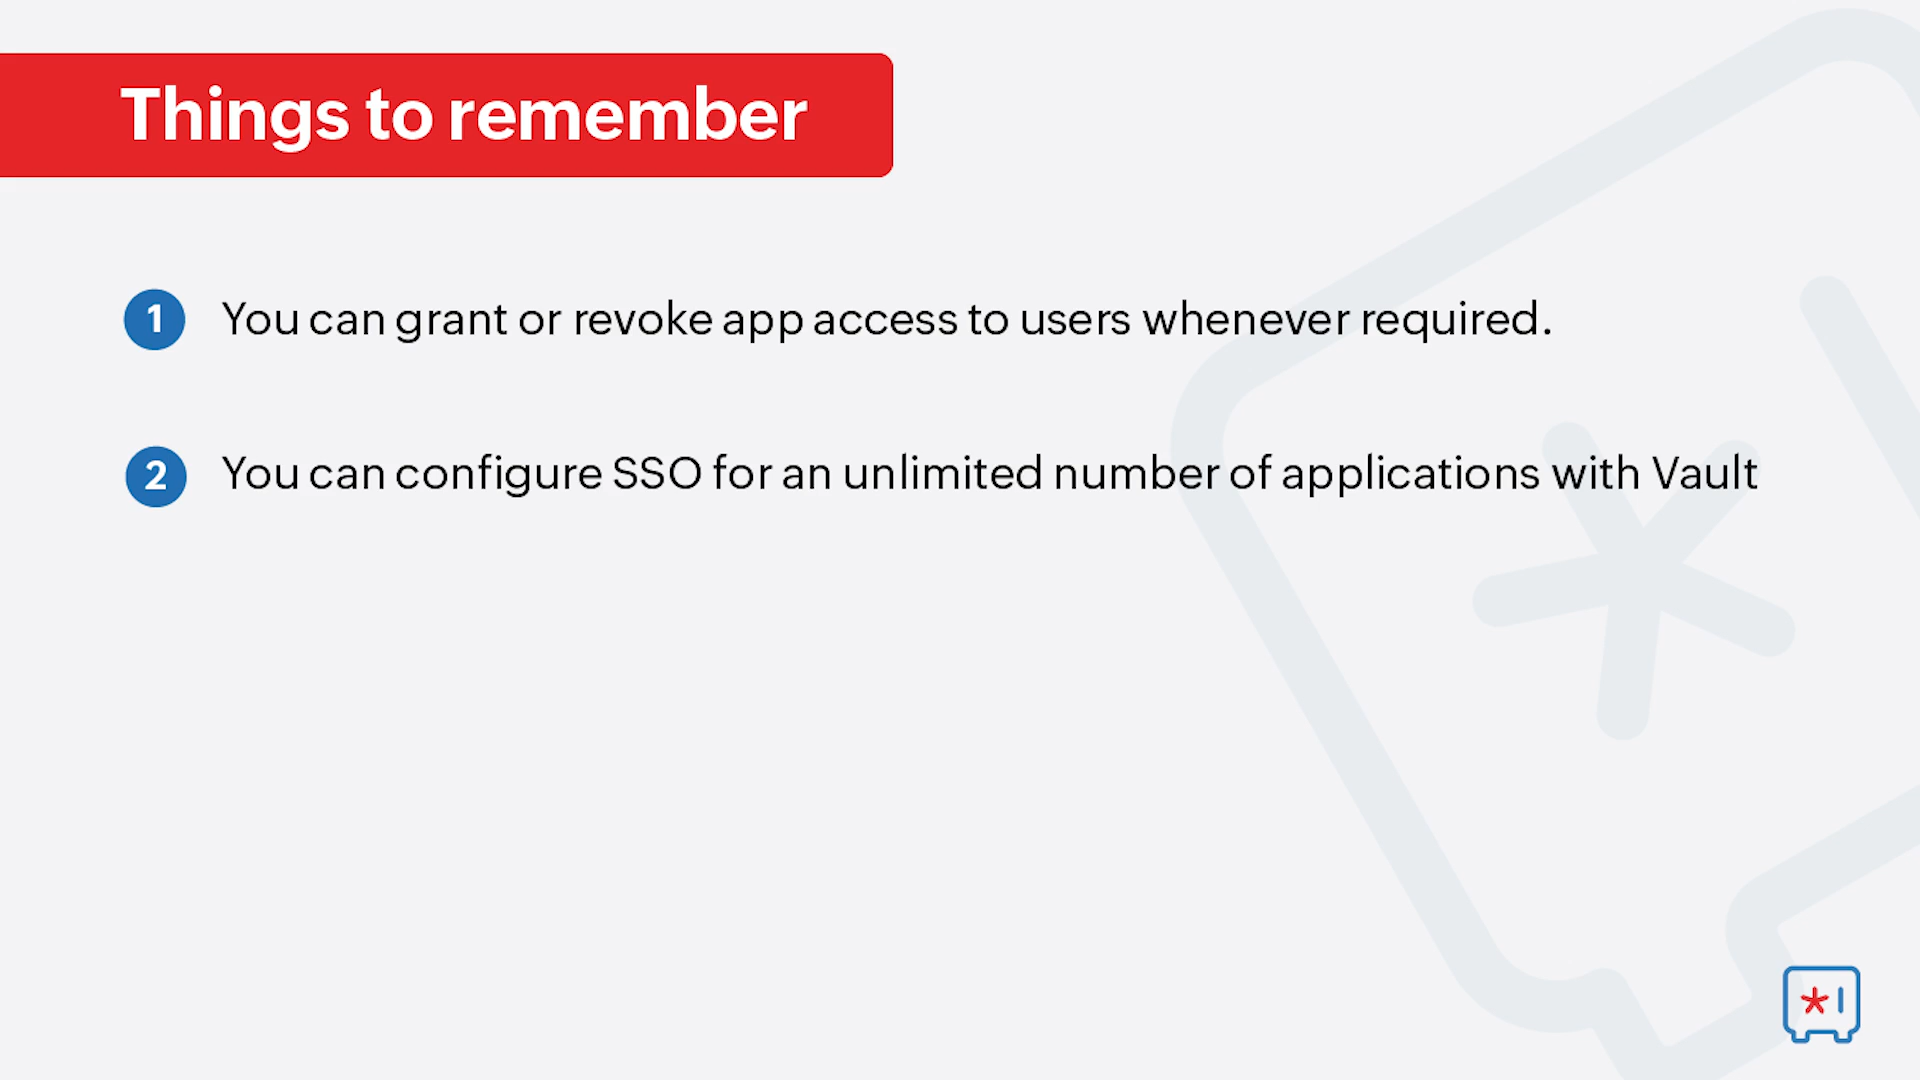 Things to remember
1 You can grant or revoke app access to users whenever required.
2 You can configure SSO for an unlimited number of applications with Vault